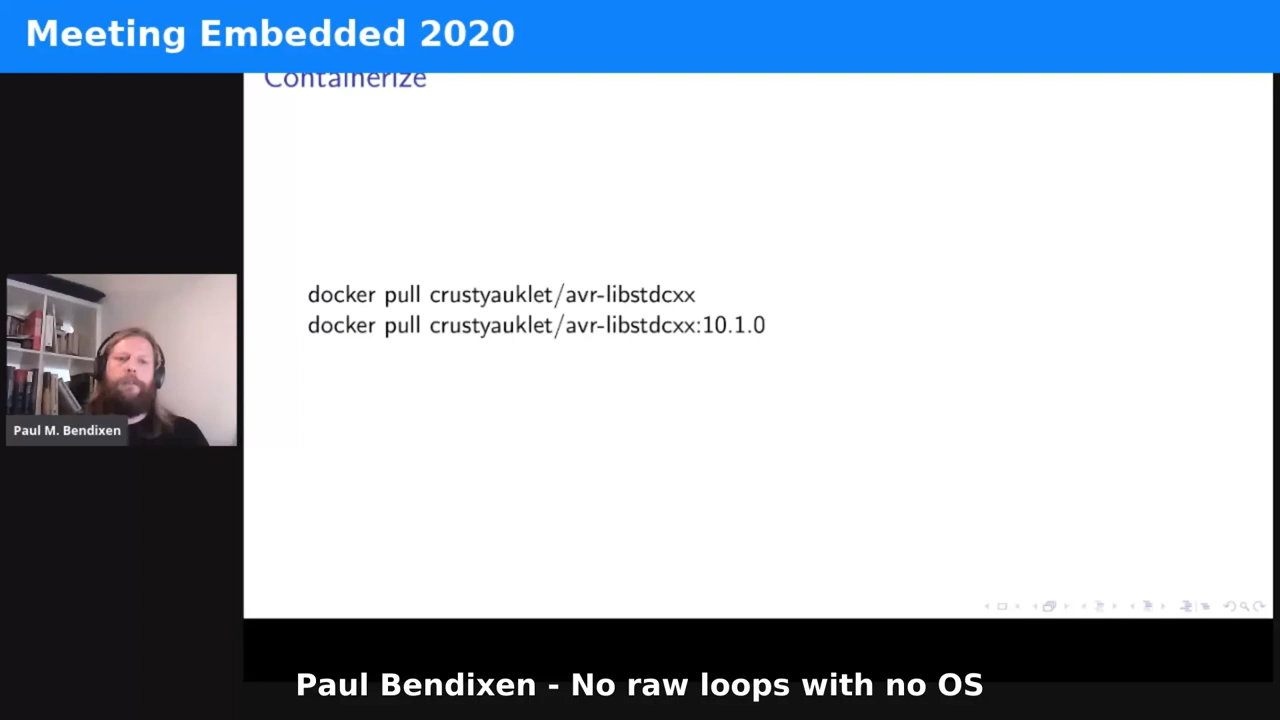 Meeting Embedded 2020
Containerize
docker pull crustyauklet/avr-libstdcxx
docker pull crustyauklet/avr-libstdcxx:10.1.0
Paul M. Bendixen
Paul Bendixen - No raw loops with no OS